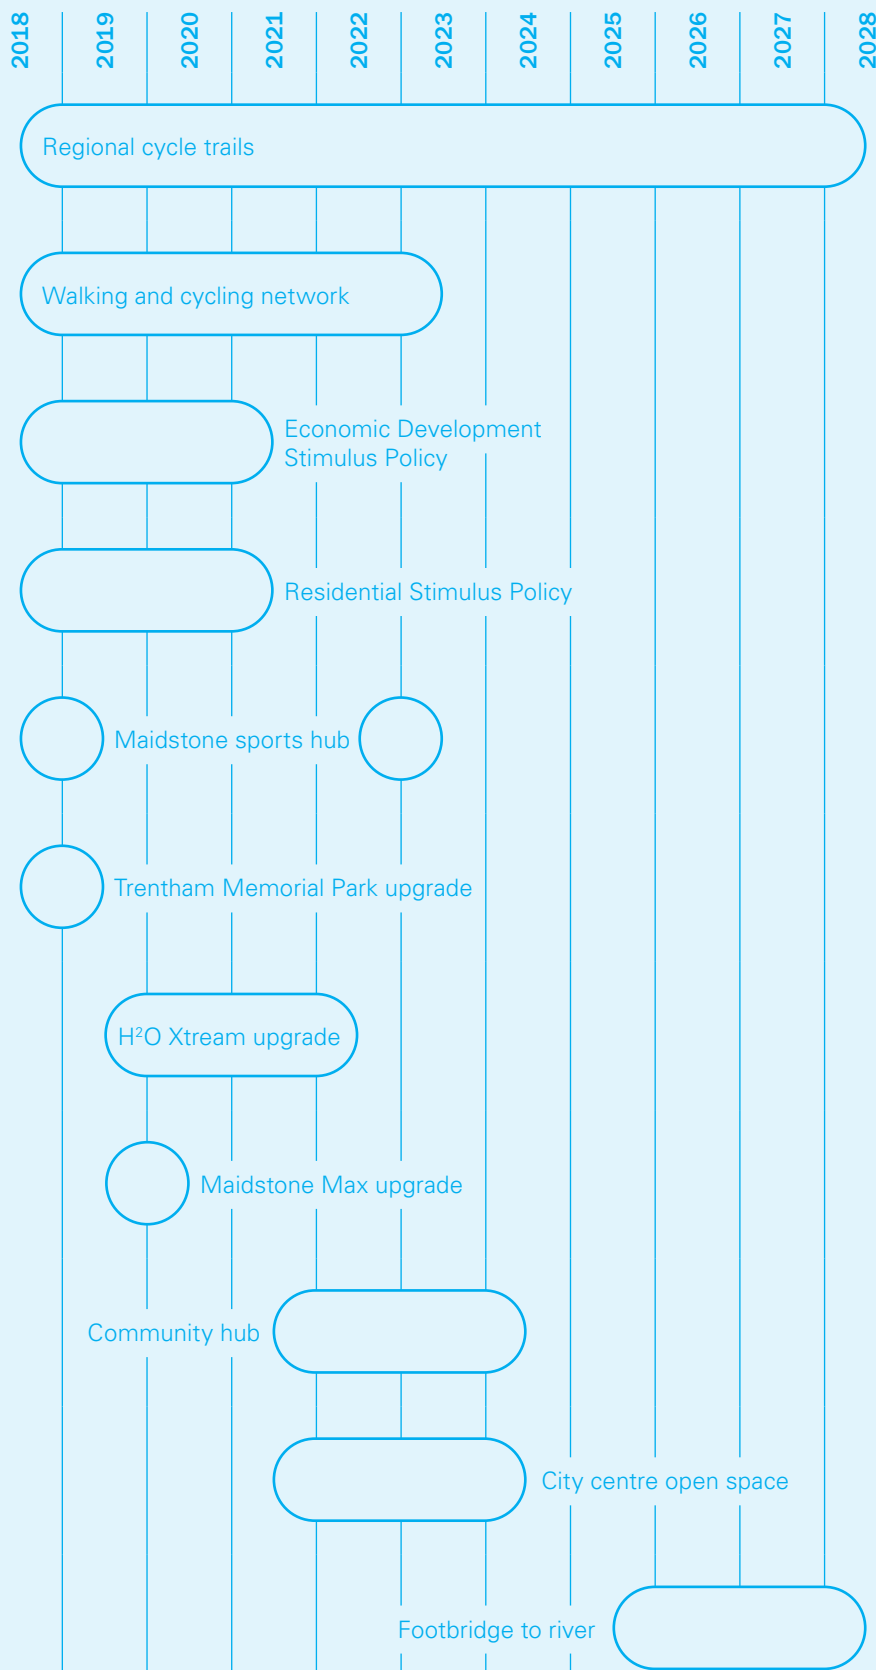 2018
2019
2020
2021
2022
2023
2024
2025
2026
2027
2028
Regional cycle trails
Walking and cycling network
Economic Development
Stimulus Policy
Residential Stimulus Policy
Maidstone sports hub
Trentham Memorial Park upgrade
H²O Xtream upgrade
Maidstone Max upgrade
Community hub
City centre open space
Footbridge to river